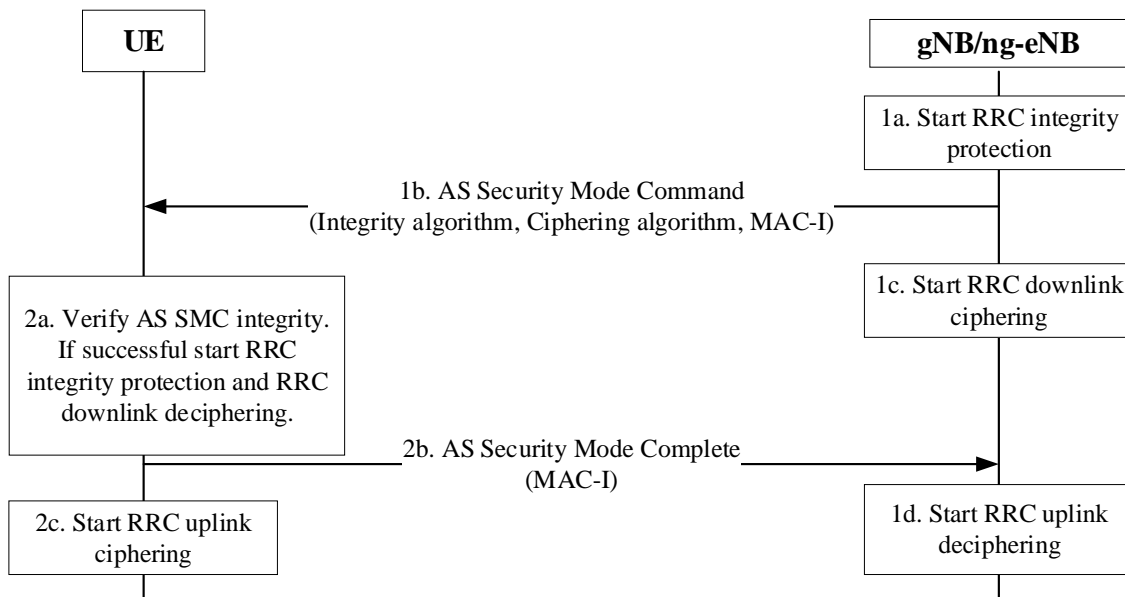 UE
gNB/ng-eNB
1a. Start RRC integrity
protection
1b. AS Security Mode Command
(Integrity algorithm, Ciphering algorithm, MAC-I)
1c. Start RRC downlink
ciphering
2a. Verify AS SMC integrity.
If successful start RRC
integrity protection and RRC
downlink deciphering.
2b. AS Security Mode Complete
(MAC-I)
2c. Start RRC uplink
ciphering
1d. Start RRC uplink
deciphering